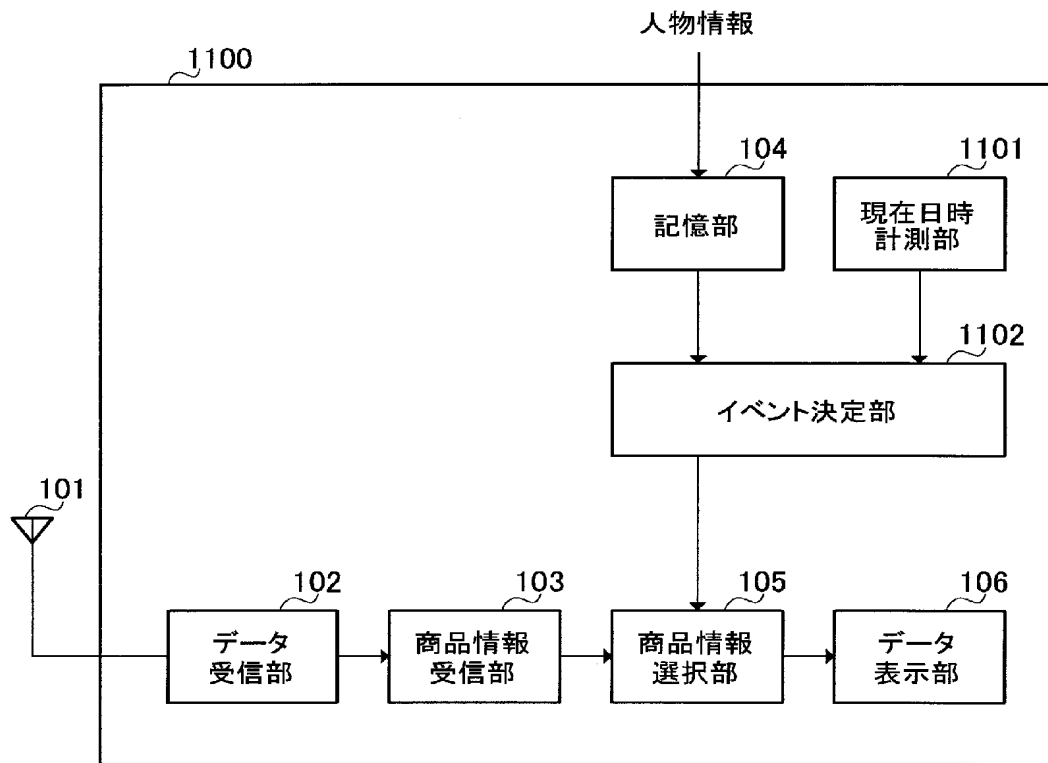 人物情報
1100
104
1101
記憶部
現在日時
計測部
1102
イベント決定部
101
102
103
105
106
データ
受信部
商品情報
受信部
商品情報
選択部
データ
表示部